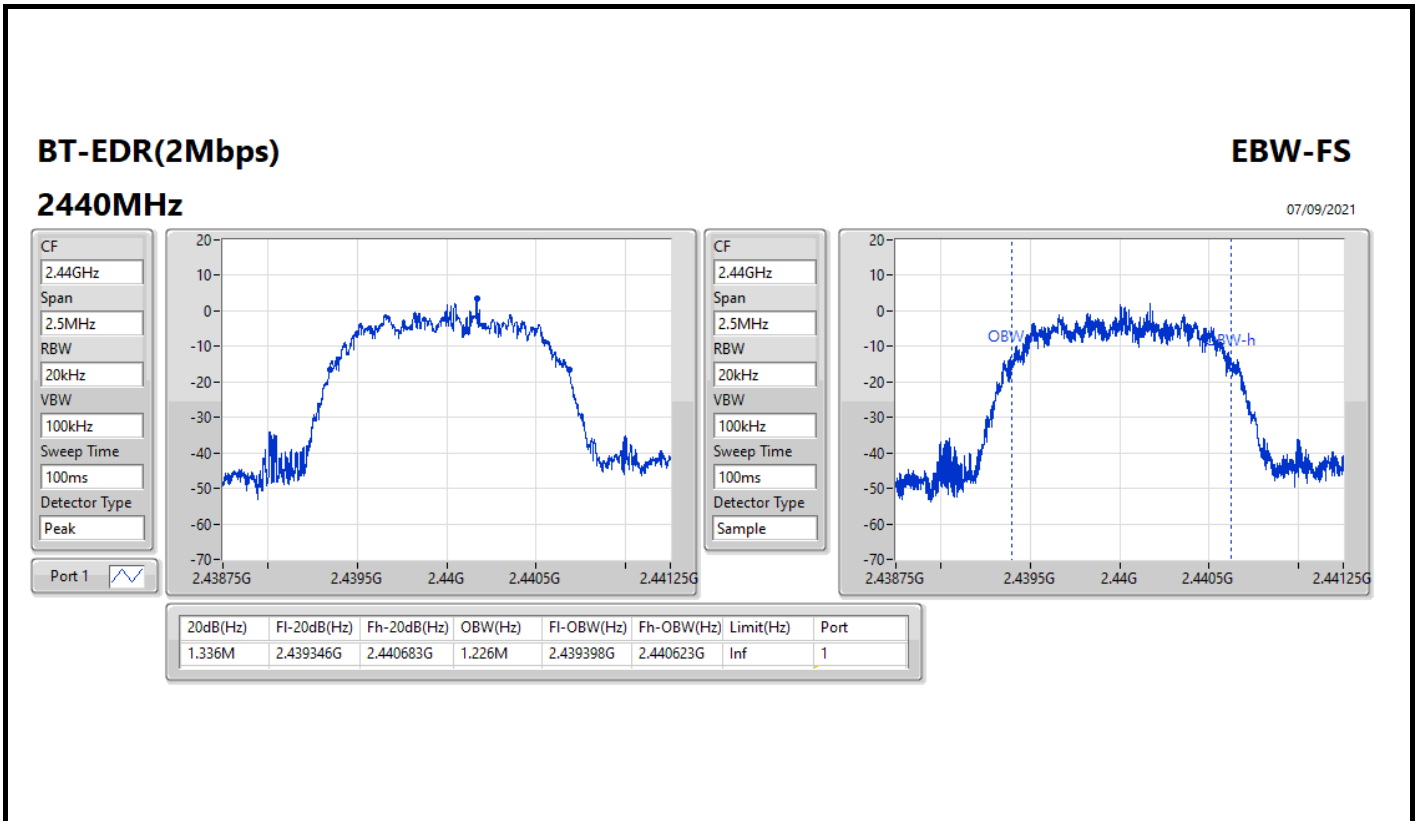 BT-EDR(2Mbps)
EBW-FS
2440MHz
07/09/2021
CF
2.44GHz
Span
2.5MHz
RBW
20kHz
VBW
100kHz
Sweep Time
100ms
Detector Type
Peak
Port 1
20
10
0
-10
-20
-30
-40
-50
-60
-70
2.43875G 2.4395G 2.44G 2.4405G 2.44125G
CF
2.44GHz
Span
2.5MHz
RBW
20kHz
VBW
100kHz
Sweep Time
100ms
Detector Type
Sample
20
10
0
-10
-20
-30
-40
-50
-60
-70
OBW
OBW-h
2.43875G 2.4395G 2.44G 2.4405G 2.44125G
20dB(Hz) Fl-20dB(Hz) Fh-20dB(Hz) OBW(Hz) Fl-OBW(Hz) Fh-OBW(Hz) Limit(Hz) Port
1.336M 2.439346G 2.440683G 1.226M 2.439398G 2.440623G Inf 1